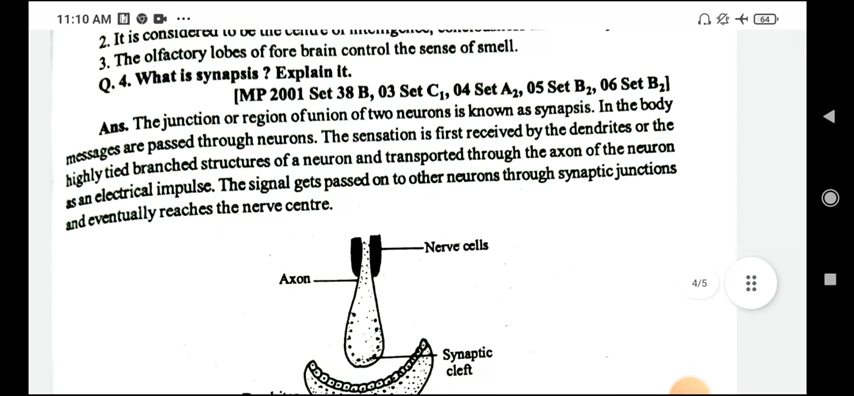 11:10 AM
64
2. It is considered to be the centre of intelligence,
3. The olfactory lobes of fore brain control the sense of smell.
Q. 4. What is synapsis ? Explain it.
[MP 2001 Set 38 B, 03 Set C₁, 04 Set A₂, 05 Set B₂, 06 Set B₂]
Ans. The junction or region of union of two neurons is known as synapsis. In the body
messages are passed through neurons. The sensation is first received by the dendrites or the
highly tied branched structures of a neuron and transported through the axon of the neuron
as an electrical impulse. The signal gets passed on to other neurons through synaptic junctions
and eventually reaches the nerve centre.
Nerve cells
Axon
4/5
Synaptic
cleft